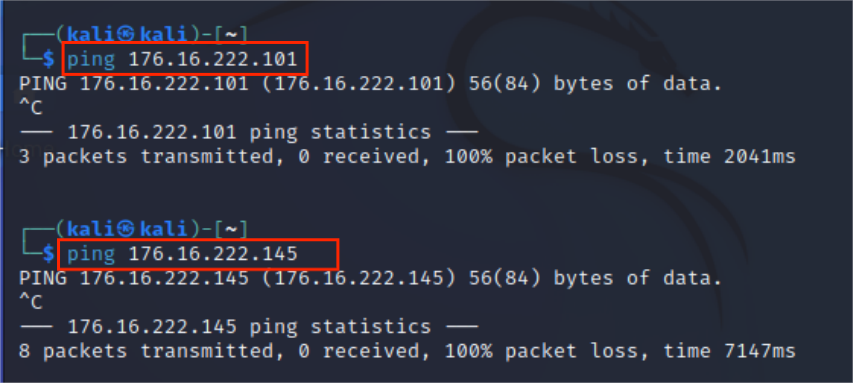 ┌──(kali㉿kali)-[~]
└─$ ping 176.16.222.101
PING 176.16.222.101 (176.16.222.101) 56(84) bytes of data.
^C
--- 176.16.222.101 ping statistics ---
3 packets transmitted, 0 received, 100% packet loss, time 2041ms
┌──(kali㉿kali)-[~]
└─$ ping 176.16.222.145
PING 176.16.222.145 (176.16.222.145) 56(84) bytes of data.
^C
--- 176.16.222.145 ping statistics ---
8 packets transmitted, 0 received, 100% packet loss, time 7147ms